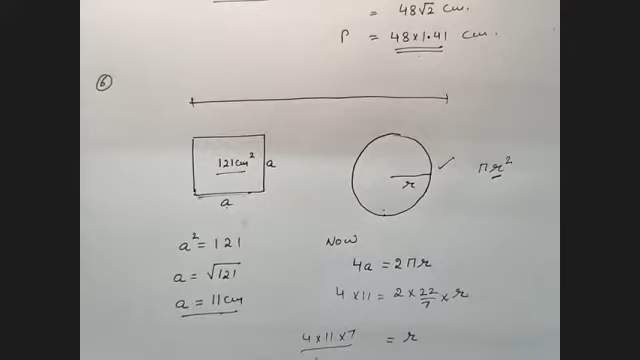 = 48√2 cm.
P = 48×1.41 cm.
6
121cm² a
a
r
πr²
a² = 121
a = √121
a = 11cm
Now
4a = 2πr
4 × 11 = 2 × 22/7 × r
4 × 11 × 7 = r